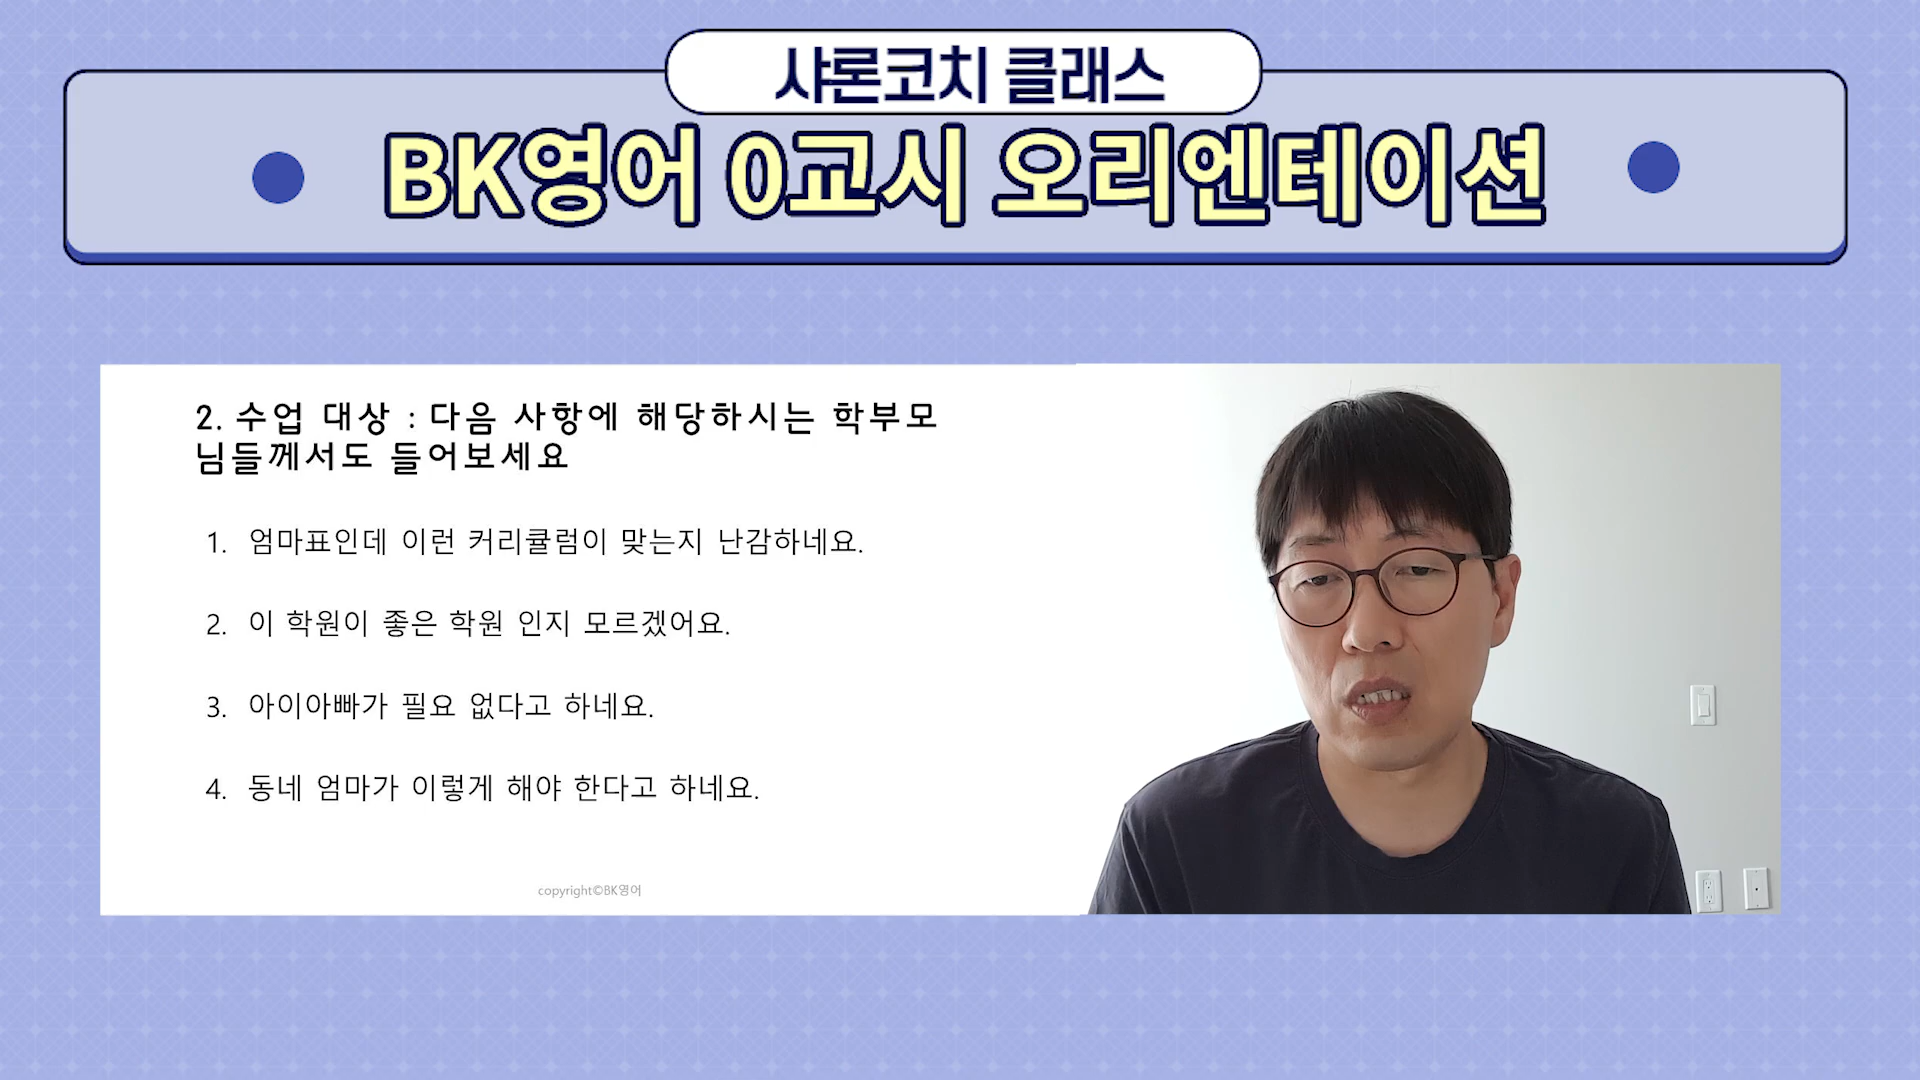 샤론코치 클래스
BK영어 0교시 오리엔테이션
2. 수업 대상 : 다음 사항에 해당하시는 학부모
님들께서도 들어보세요
1. 엄마표인데 이런 커리큘럼이 맞는지 난감하네요.
2. 이 학원이 좋은 학원 인지 모르겠어요.
3. 아이아빠가 필요 없다고 하네요.
4. 동네 엄마가 이렇게 해야 한다고 하네요.
copyright©BK영어